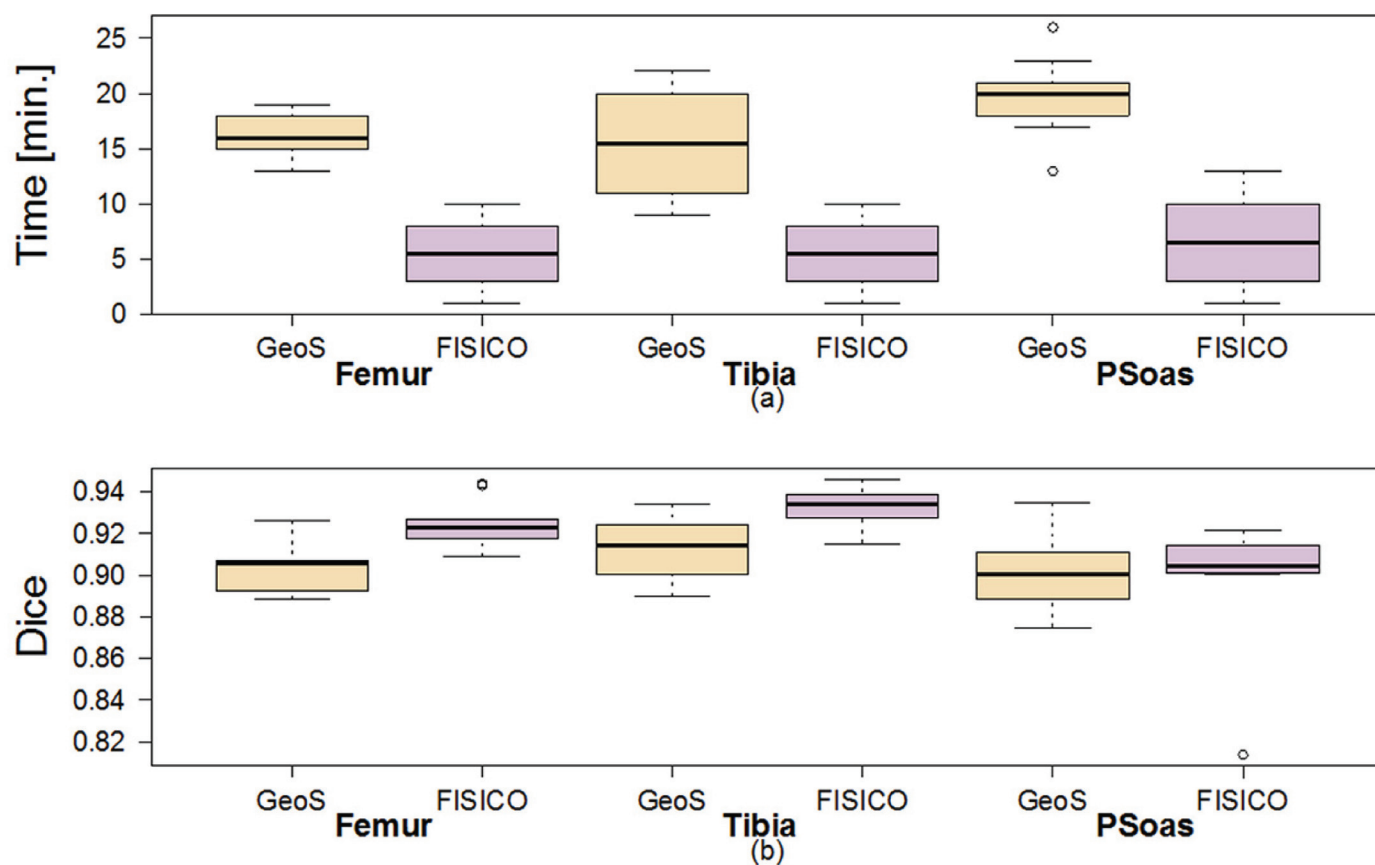 Time [min.]
25
20
15
10
5
0
GeoS FISICO GeoS FISICO GeoS FISICO
Femur Tibia PSoas
(a)
Dice
0.94
0.92
0.90
0.88
0.86
0.84
0.82
GeoS FISICO GeoS FISICO GeoS FISICO
Femur Tibia PSoas
(b)